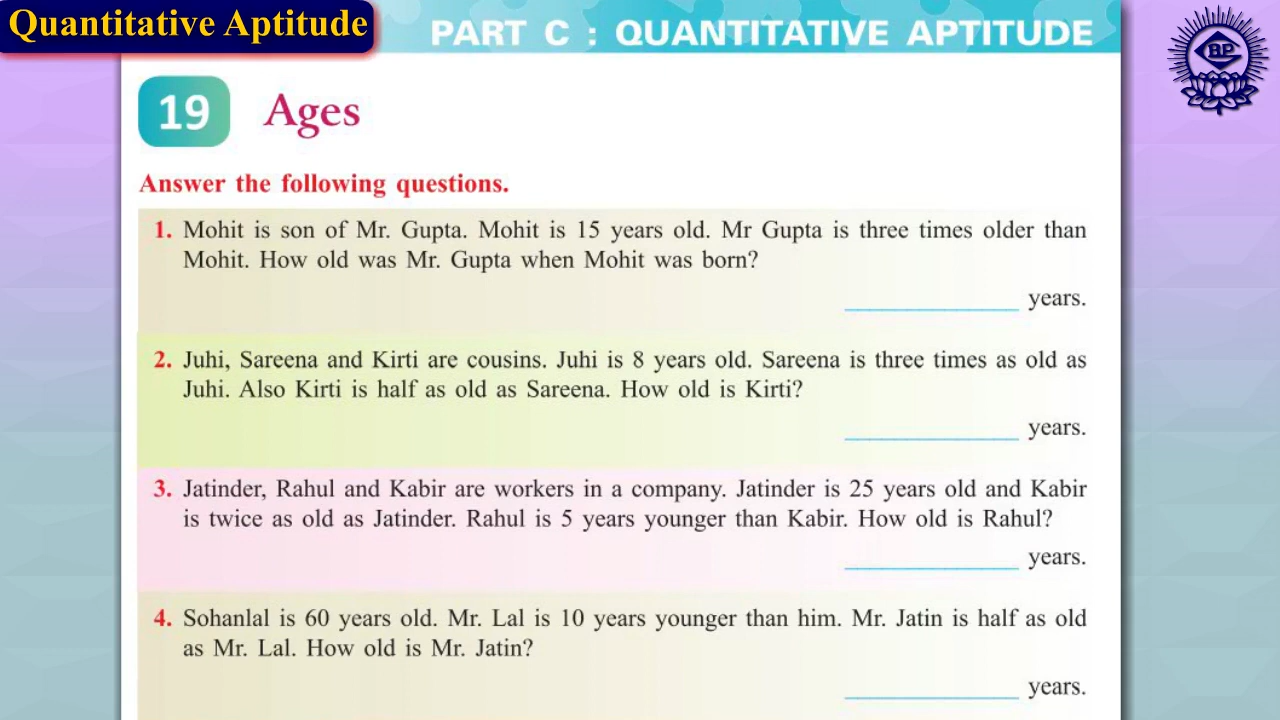 Quantitative Aptitude
PART C : QUANTITATIVE APTITUDE
BP
19 Ages
Answer the following questions.
1. Mohit is son of Mr. Gupta. Mohit is 15 years old. Mr Gupta is three times older than
Mohit. How old was Mr. Gupta when Mohit was born?
years.
2. Juhi, Sareena and Kirti are cousins. Juhi is 8 years old. Sareena is three times as old as
Juhi. Also Kirti is half as old as Sareena. How old is Kirti?
years.
3. Jatinder, Rahul and Kabir are workers in a company. Jatinder is 25 years old and Kabir
is twice as old as Jatinder. Rahul is 5 years younger than Kabir. How old is Rahul?
years.
4. Sohanlal is 60 years old. Mr. Lal is 10 years younger than him. Mr. Jatin is half as old
as Mr. Lal. How old is Mr. Jatin?
years.